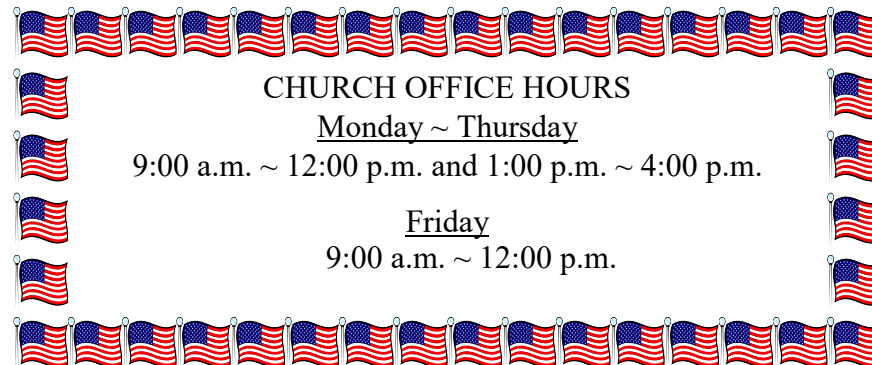 CHURCH OFFICE HOURS
Monday ~ Thursday
9:00 a.m. ~ 12:00 p.m. and 1:00 p.m. ~ 4:00 p.m.
Friday
9:00 a.m. ~ 12:00 p.m.